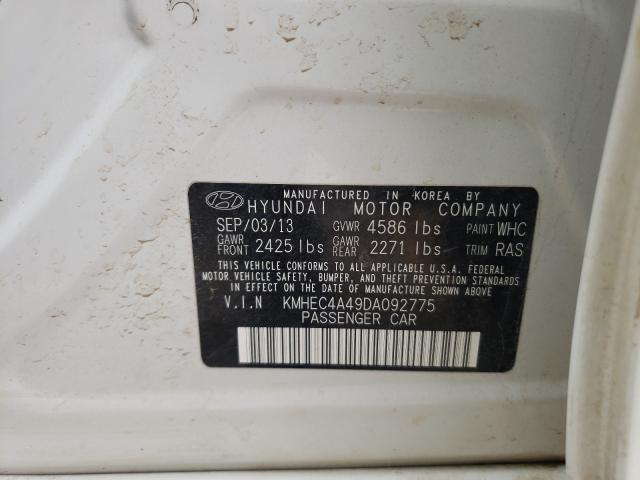 MANUFACTURED IN KOREA BY
HYUNDAI MOTOR COMPANY
SEP/03/13 GVWR 4586 lbs PAINT WHC
GAWR FRONT 2425 lbs GAWR REAR 2271 lbs TRIM RAS
THIS VEHICLE CONFORMS TO ALL APPLICABLE U.S.A. FEDERAL
MOTOR VEHICLE SAFETY, BUMPER, AND THEFT PREVENTION STANDARDS
IN EFFECT ON THE DATE OF MANUFACTURE SHOWN ABOVE.
V.I.N KMHEC4A49DA092775
PASSENGER CAR